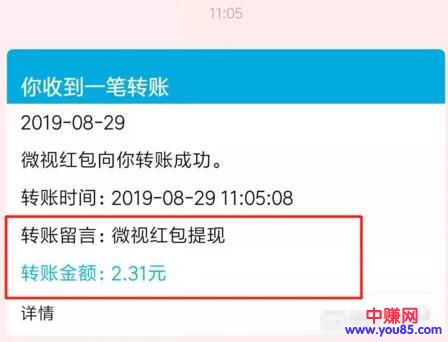 11:05
你收到一笔转账
2019-08-29
微视红包向你转账成功。
转账时间: 2019-08-29 11:05:08
转账留言: 微视红包提现
转账金额: 2.31元
详情
中赚网
www.you85.com